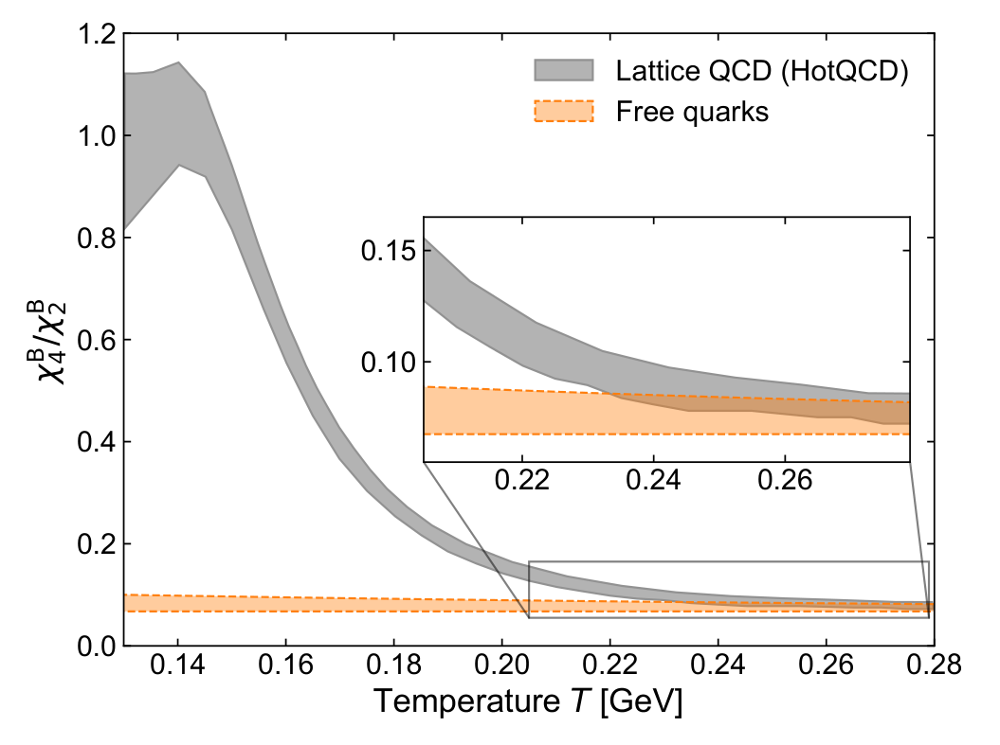 1.2
1.0
0.8
0.6
0.4
0.2
0.0
χ₄ᴮ/χ₂ᴮ
Lattice QCD (HotQCD)
Free quarks
0.15
0.10
0.22 0.24 0.26
0.14 0.16 0.18 0.20 0.22 0.24 0.26 0.28
Temperature T [GeV]